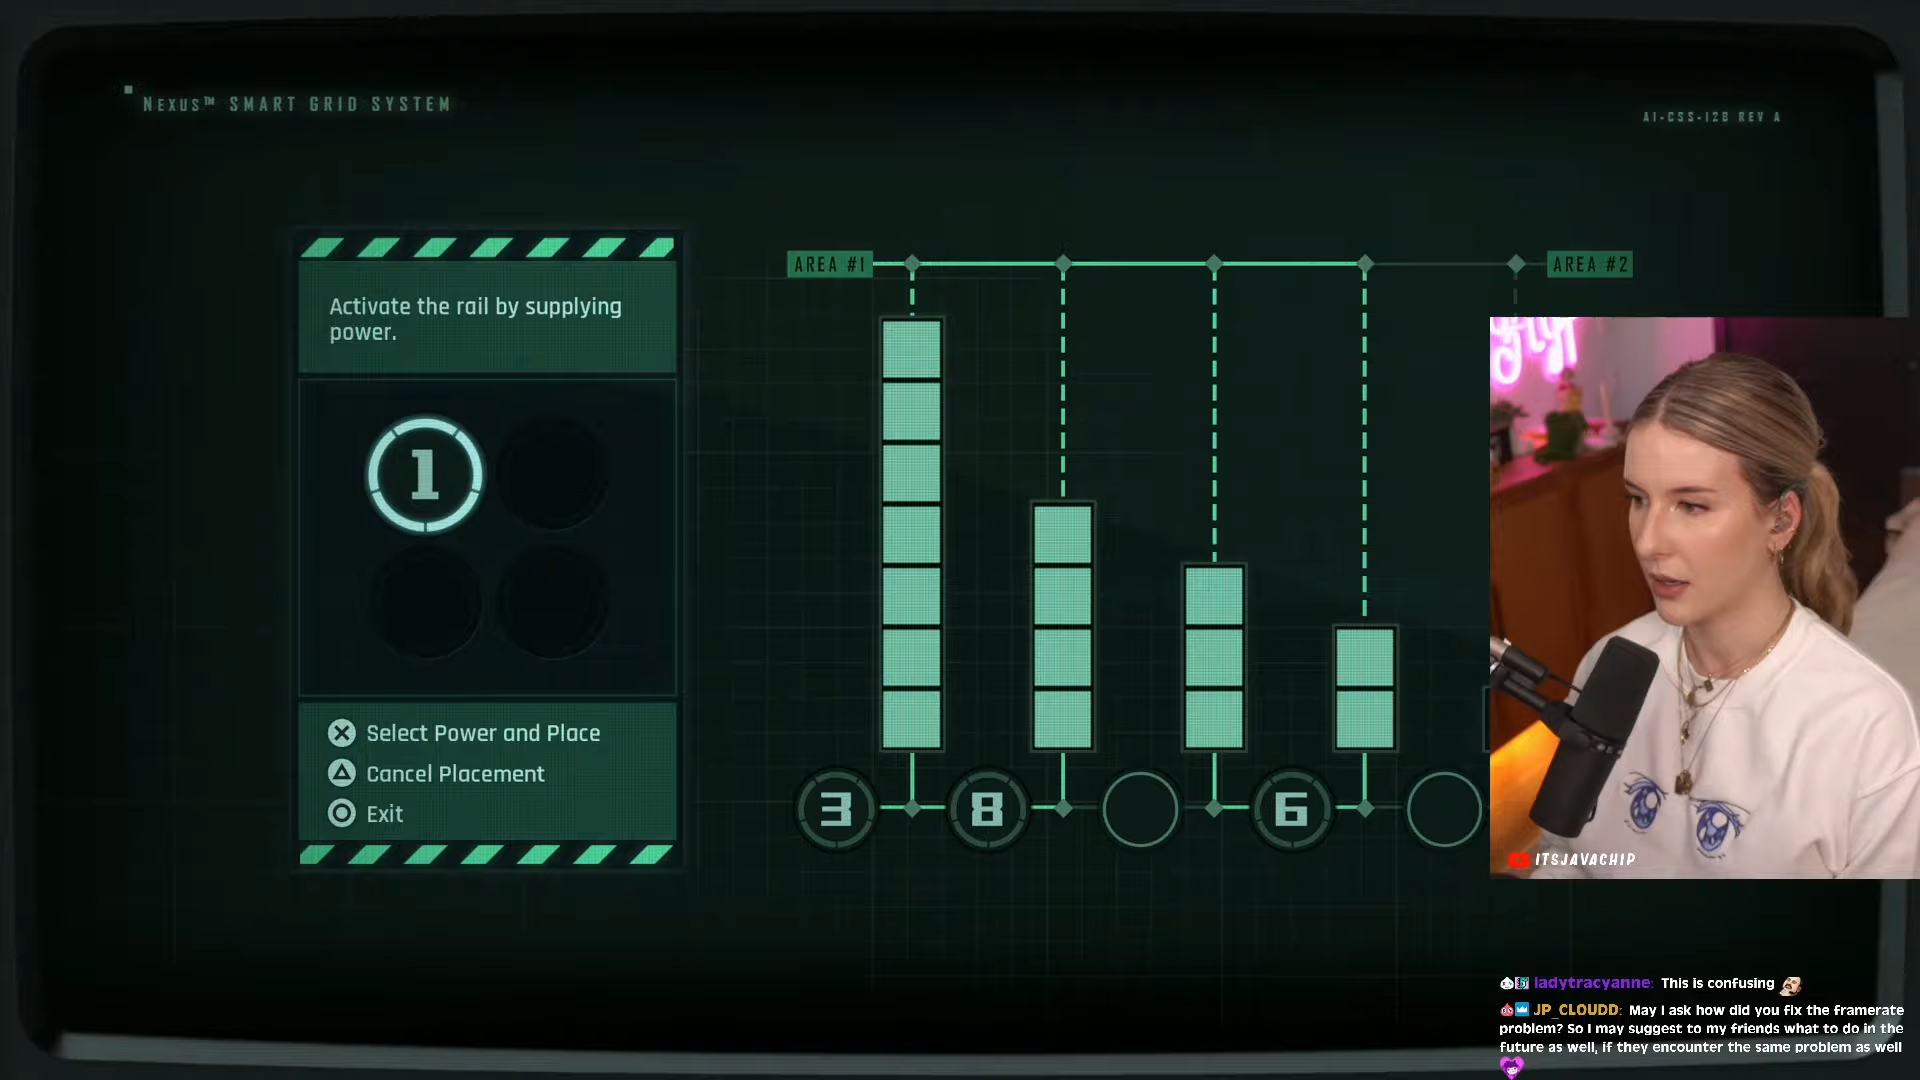 Nexus™ SMART GRID SYSTEM
AI-CSS-128 REV A
Activate the rail by supplying
power.
1
Select Power and Place
Cancel Placement
Exit
AREA #1
AREA #2
3
8
6
ITSJAVACHIP
ladytracyanne: This is confusing
JP_CLOUDD: May I ask how did you fix the framerate
problem? So I may suggest to my friends what to do in the
future as well, if they encounter the same problem as well